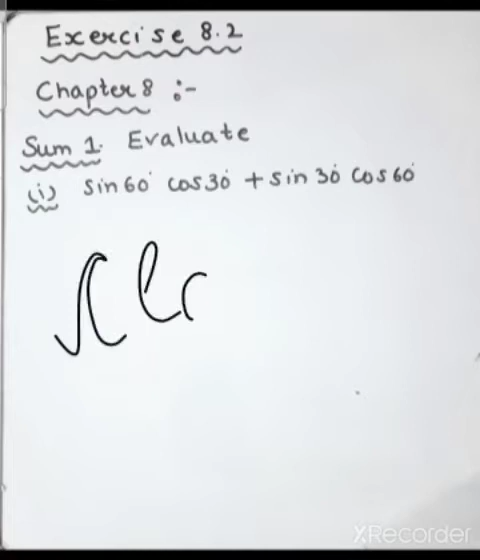 Exercise 8.2
Chapter 8 :-
Sum 1. Evaluate
(i) sin 60° cos 30° + sin 30° cos 60°
XRecorder